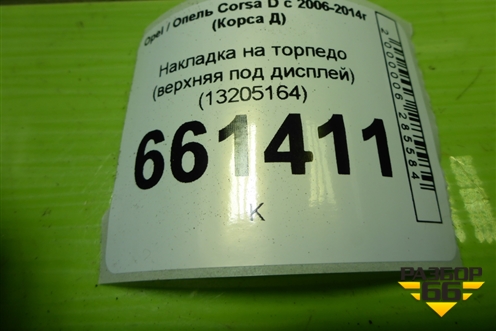 Opel / Опель Corsa D с 2006-2014г
(Корса Д)
Накладка на торпедо
(верхняя под дисплей)
(13205164)
661411
К
2000006285584
РАЗБОР
66